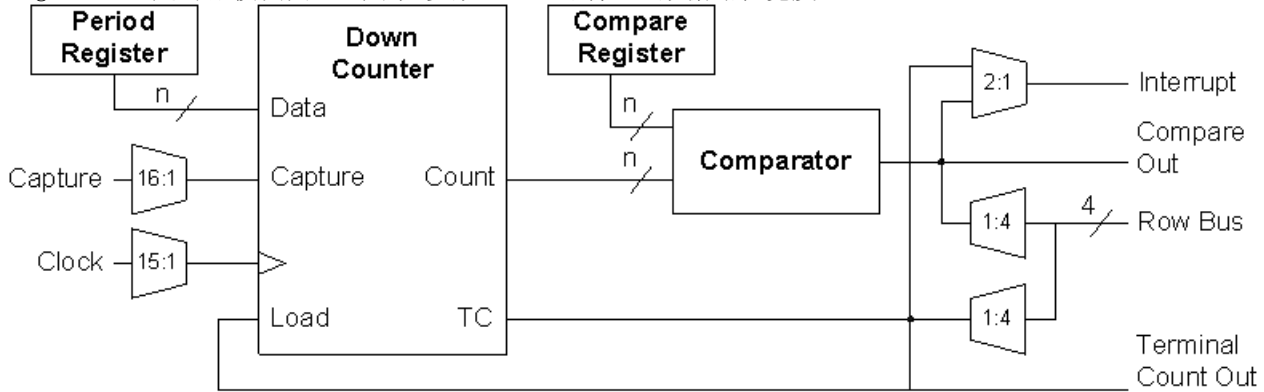 Period
Register
Down
Counter
Compare
Register
n
Data
n
2:1
Interrupt
Compare
Out
Capture
16:1
Capture
Count
n
Comparator
1:4
4
Row Bus
Clock
15:1
Load
TC
1:4
Terminal
Count Out